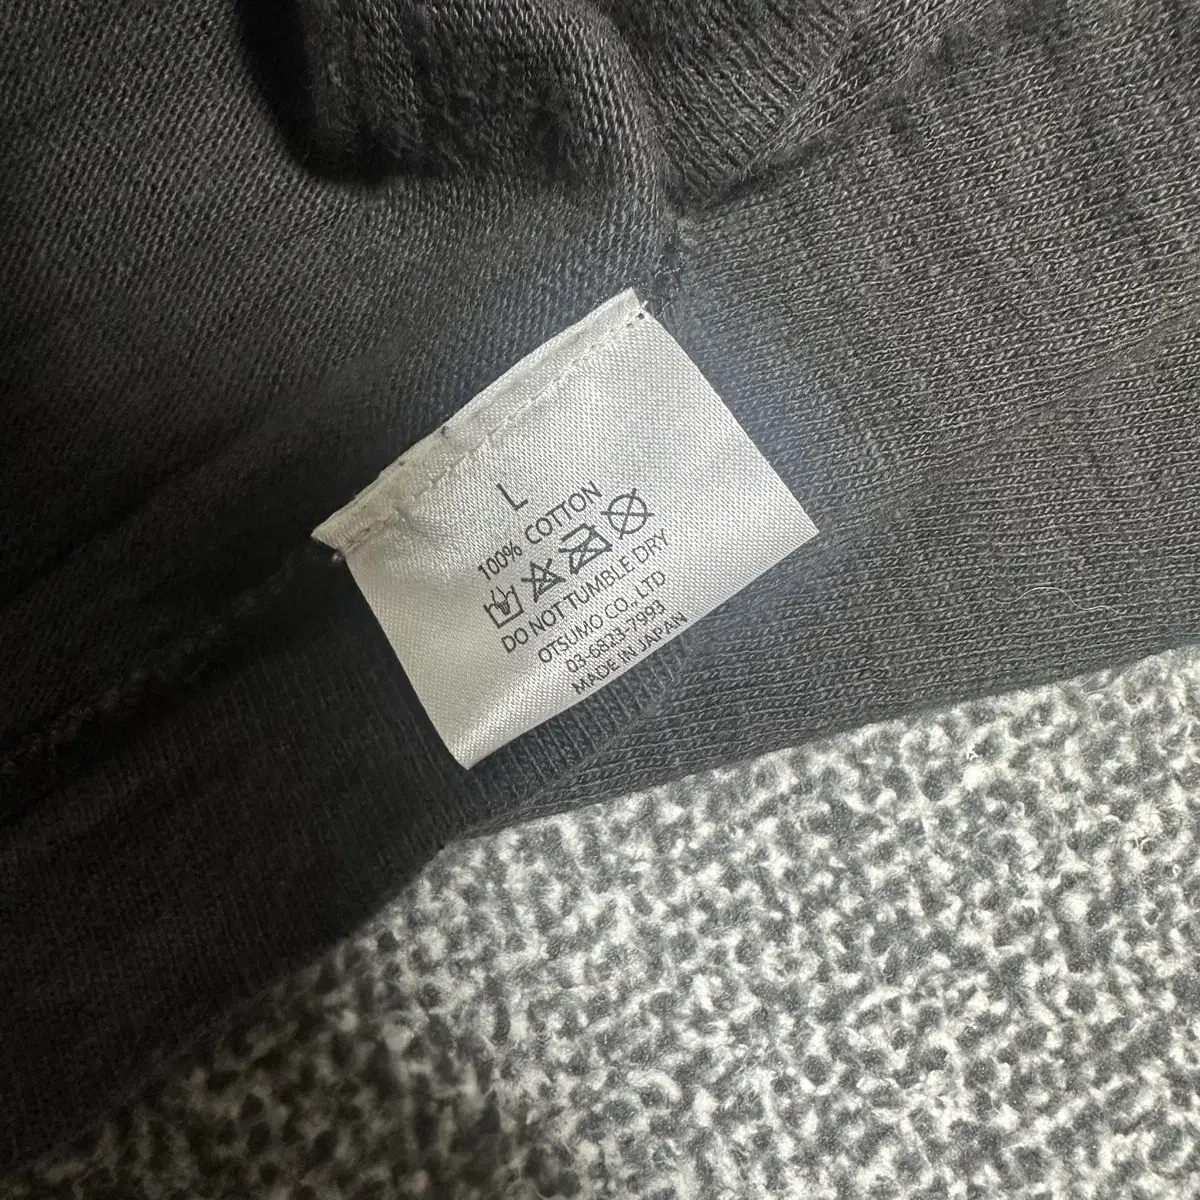 L
100% COTTON
DO NOT TUMBLE DRY
OTSUMO CO., LTD
03-6823-7993
MADE IN JAPAN